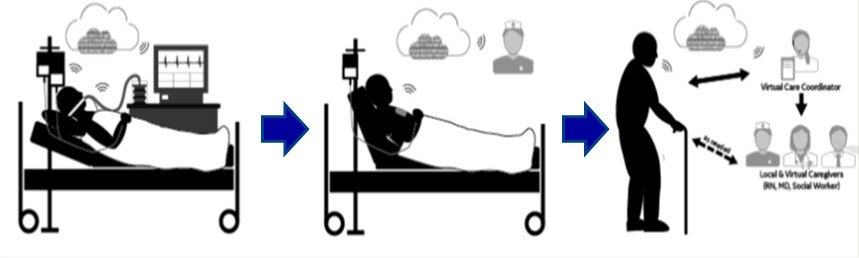 Virtual Care Coordinator
As needed
Local & Virtual Caregivers
(RN, MD, Social Worker)